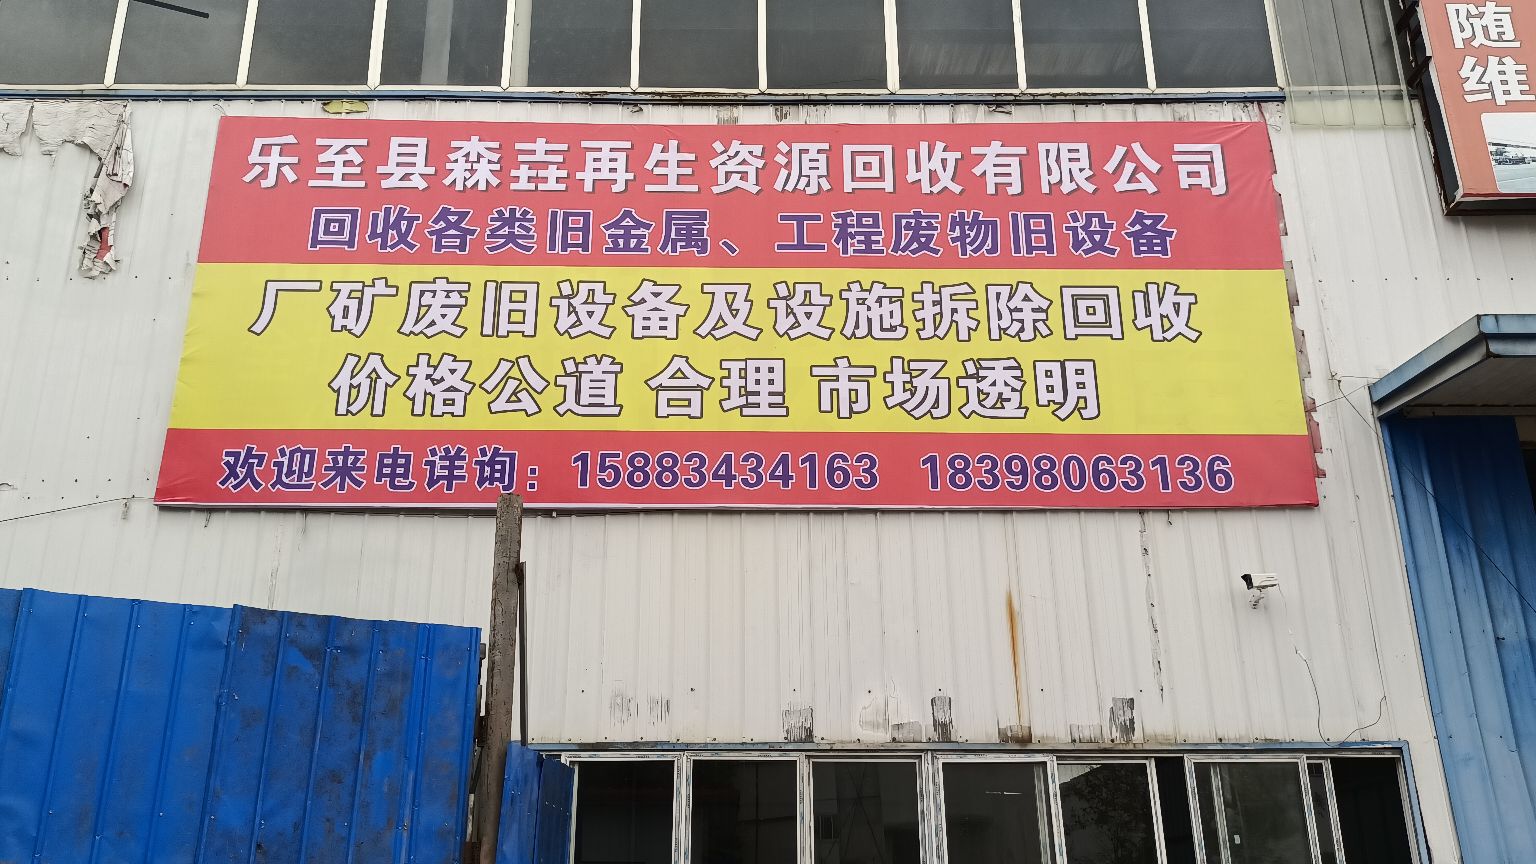 乐至县森垚再生资源回收有限公司
回收各类旧金属、工程废物旧设备
厂矿废旧设备及设施拆除回收
价格公道 合理 市场透明
欢迎来电详询：15883434163 18398063136
随
维